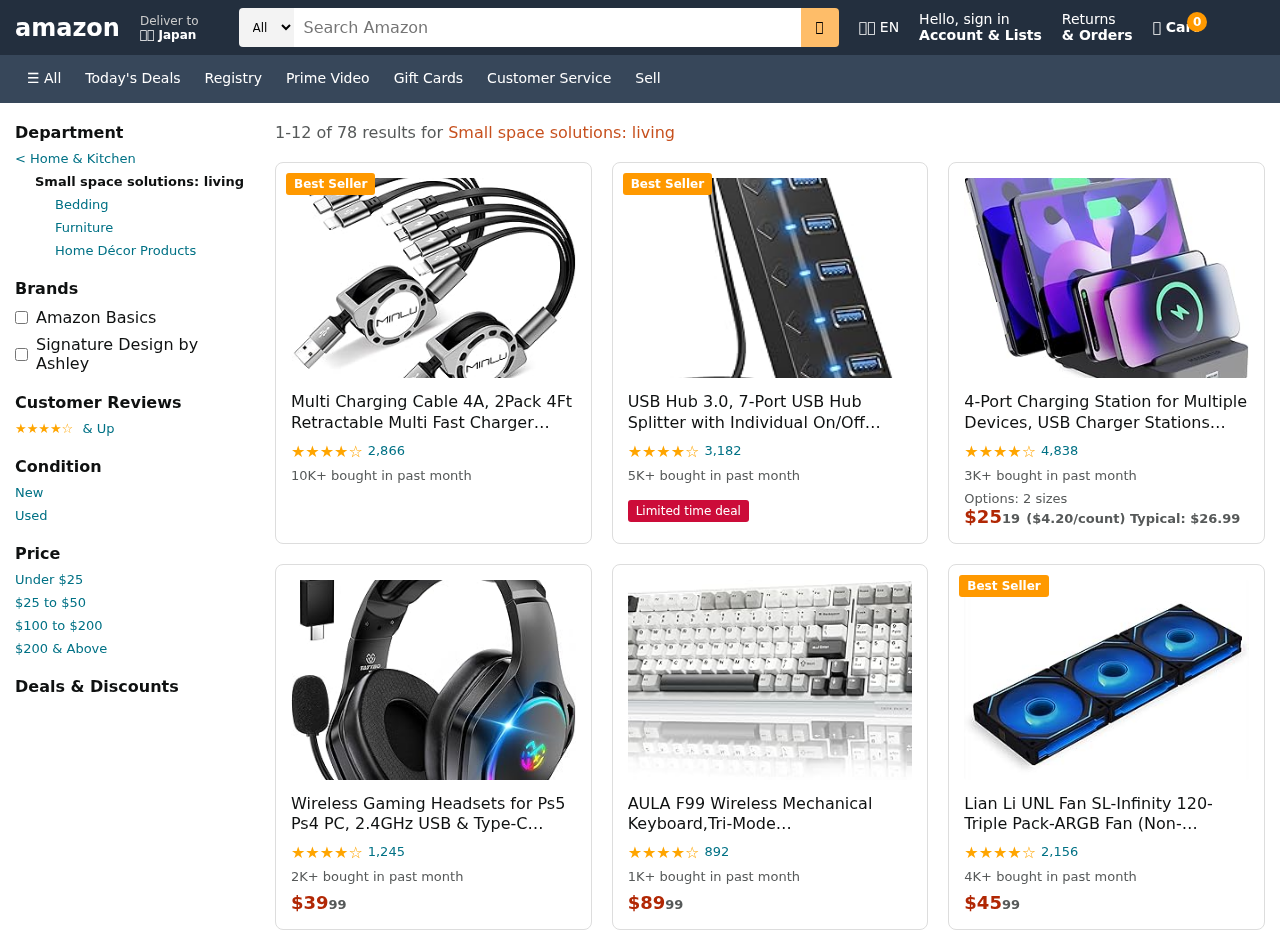 amazon
Deliver to
Japan
All
Search Amazon
EN
Hello, sign in
Account & Lists
Returns
& Orders
Cart
0
☰ All
Today's Deals
Registry
Prime Video
Gift Cards
Customer Service
Sell
Department
< Home & Kitchen
Small space solutions: living
Bedding
Furniture
Home Décor Products
Brands
Amazon Basics
Signature Design by
Ashley
Customer Reviews
★★★★☆ & Up
Condition
New
Used
Price
Under $25
$25 to $50
$100 to $200
$200 & Above
Deals & Discounts
1-12 of 78 results for Small space solutions: living
Best Seller
MINLU
MINLU
Multi Charging Cable 4A, 2Pack 4Ft
Retractable Multi Fast Charger...
★★★★☆ 2,866
10K+ bought in past month
Best Seller
USB Hub 3.0, 7-Port USB Hub
Splitter with Individual On/Off...
★★★★☆ 3,182
5K+ bought in past month
Limited time deal
4-Port Charging Station for Multiple
Devices, USB Charger Stations...
★★★★☆ 4,838
3K+ bought in past month
Options: 2 sizes
$25 19 ($4.20/count) Typical: $26.99
Wireless Gaming Headsets for Ps5
Ps4 PC, 2.4GHz USB & Type-C...
★★★★☆ 1,245
2K+ bought in past month
$39 99
AULA F99 Wireless Mechanical
Keyboard,Tri-Mode...
★★★★☆ 892
1K+ bought in past month
$89 99
Best Seller
Lian Li UNL Fan SL-Infinity 120-
Triple Pack-ARGB Fan (Non-...
★★★★☆ 2,156
4K+ bought in past month
$45 99